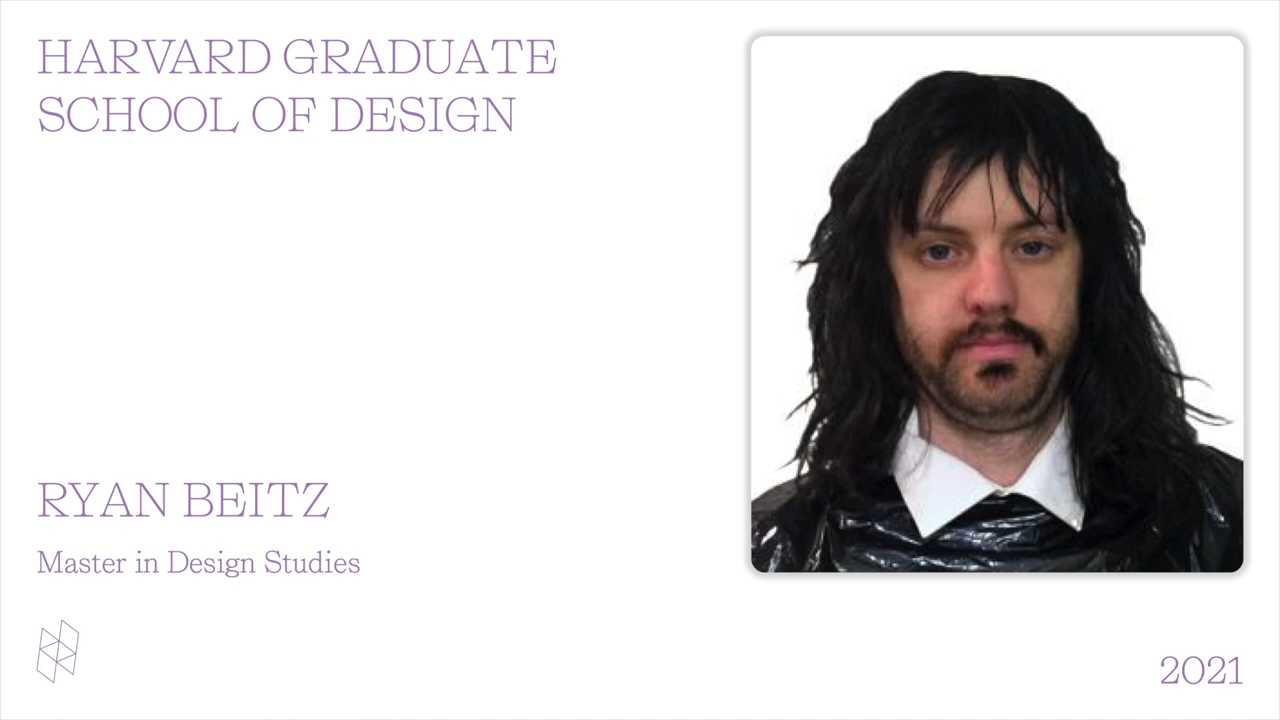 HARVARD GRADUATE
SCHOOL OF DESIGN
RYAN BEITZ
Master in Design Studies
2021